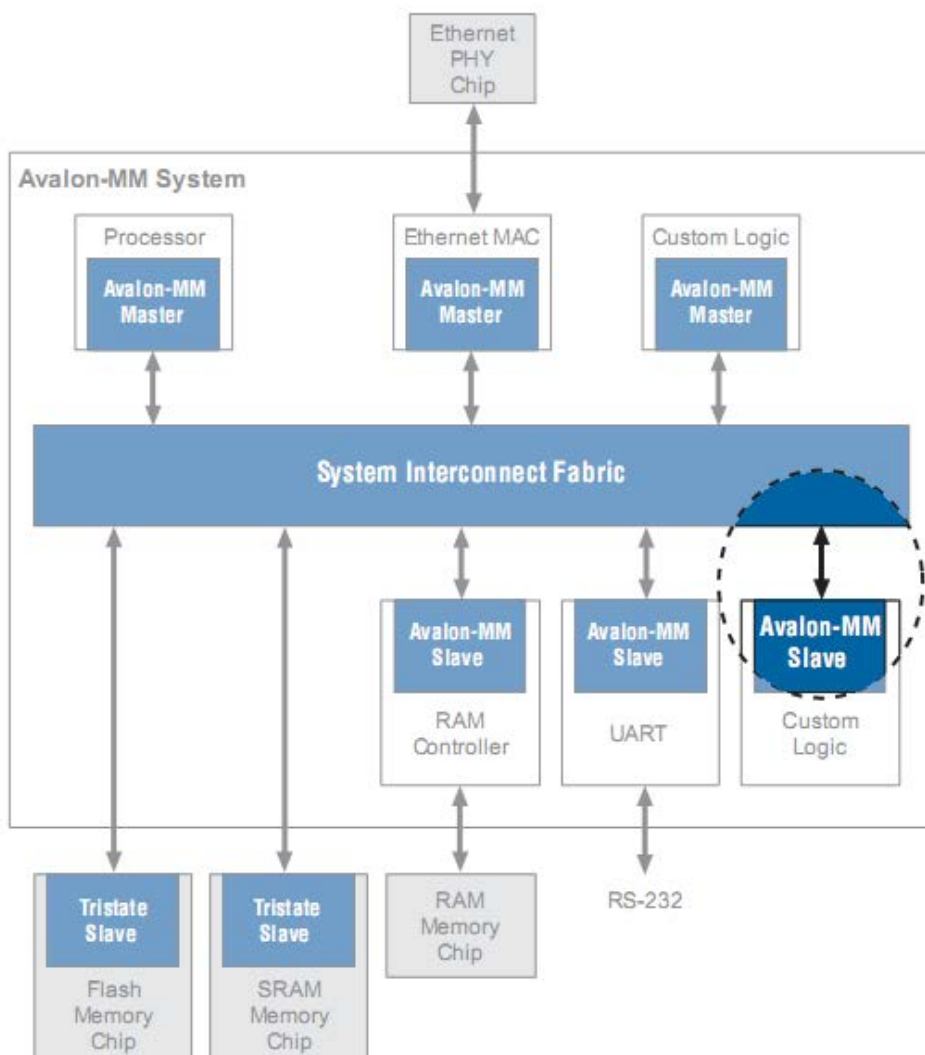 Ethernet
PHY
Chip
Avalon-MM System
Processor
Avalon-MM
Master
Ethernet MAC
Avalon-MM
Master
Custom Logic
Avalon-MM
Master
System Interconnect Fabric
Avalon-MM
Slave
RAM
Controller
Avalon-MM
Slave
UART
Avalon-MM
Slave
Custom
Logic
Tristate
Slave
Flash
Memory
Chip
Tristate
Slave
SRAM
Memory
Chip
RAM
Memory
Chip
RS-232